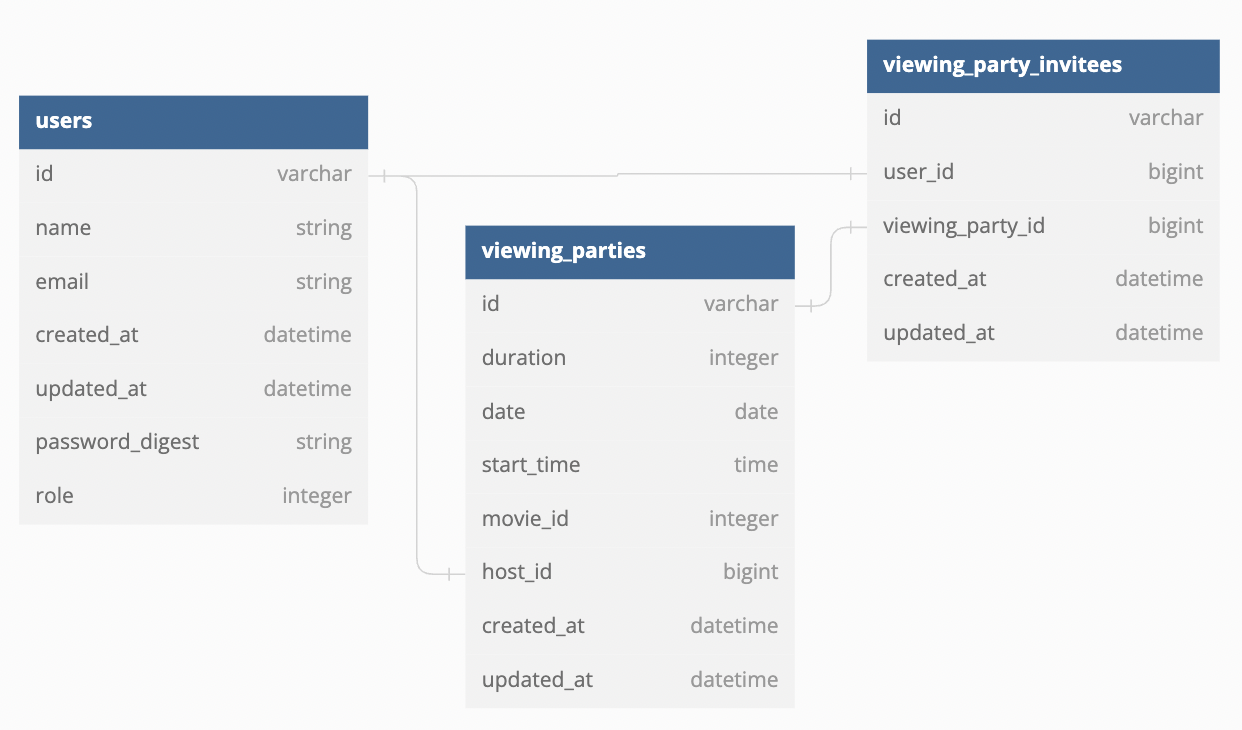 users
id varchar
name string
email string
created_at datetime
updated_at datetime
password_digest string
role integer
viewing_parties
id varchar
duration integer
date date
start_time time
movie_id integer
host_id bigint
created_at datetime
updated_at datetime
viewing_party_invitees
id varchar
user_id bigint
viewing_party_id bigint
created_at datetime
updated_at datetime